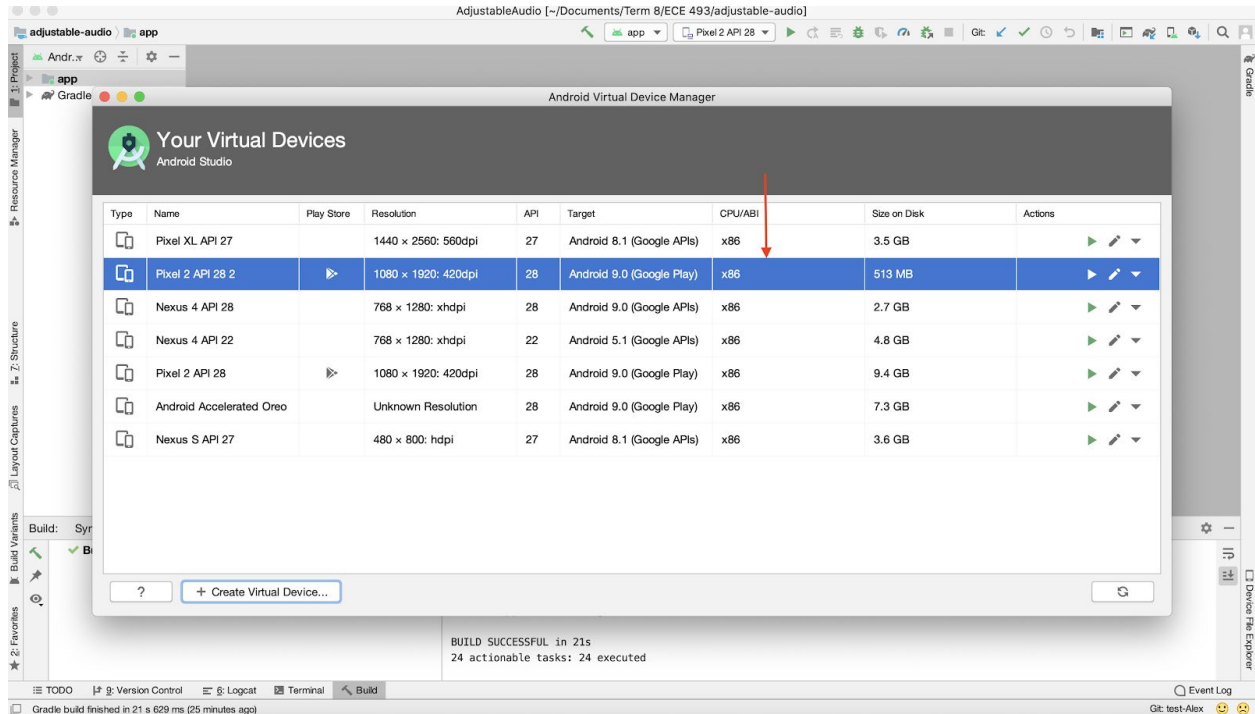 AdjustableAudio [~/Documents/Term 8/ECE 493/adjustable-audio]
adjustable-audio app app Pixel 2 API 28 Git:
1: Project Andr..
app
Gradle
Gradle
Android Virtual Device Manager
Your Virtual Devices
Android Studio
Resource Manager
Type Name Play Store Resolution API Target CPU/ABI Size on Disk Actions
Pixel XL API 27 1440 × 2560: 560dpi 27 Android 8.1 (Google APIs) x86 3.5 GB
Pixel 2 API 28 2 1080 × 1920: 420dpi 28 Android 9.0 (Google Play) x86 513 MB
Nexus 4 API 28 768 × 1280: xhdpi 28 Android 9.0 (Google APIs) x86 2.7 GB
Nexus 4 API 22 768 × 1280: xhdpi 22 Android 5.1 (Google APIs) x86 4.8 GB
Pixel 2 API 28 1080 × 1920: 420dpi 28 Android 9.0 (Google Play) x86 9.4 GB
Android Accelerated Oreo Unknown Resolution 28 Android 9.0 (Google Play) x86 7.3 GB
Nexus S API 27 480 × 800: hdpi 27 Android 8.1 (Google APIs) x86 3.6 GB
7: Structure
Layout Captures
Build Variants
2: Favorites
Build: Syn
B
? + Create Virtual Device...
Device File Explorer
BUILD SUCCESSFUL in 21s
24 actionable tasks: 24 executed
TODO 9: Version Control 6: Logcat Terminal Build Event Log
Gradle build finished in 21 s 629 ms (25 minutes ago) Git: test-Alex